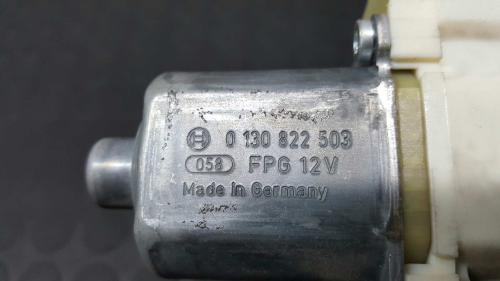 0 130 822 503
058 FPG 12V
Made in Germany